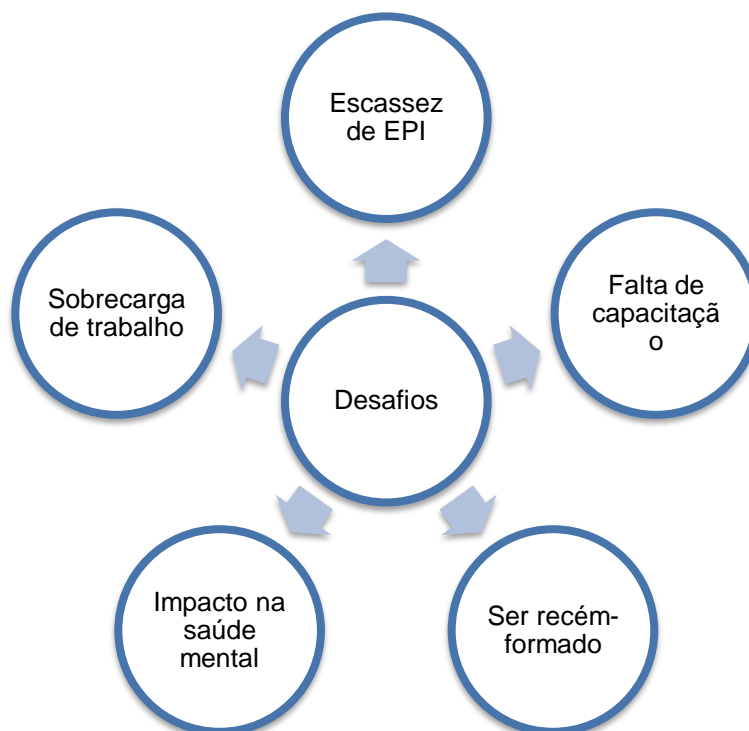 Escassez
de EPI
Sobrecarga
de trabalho
Falta de
capacitaçã
o
Desafios
Impacto na
saúde
mental
Ser recém-
formado